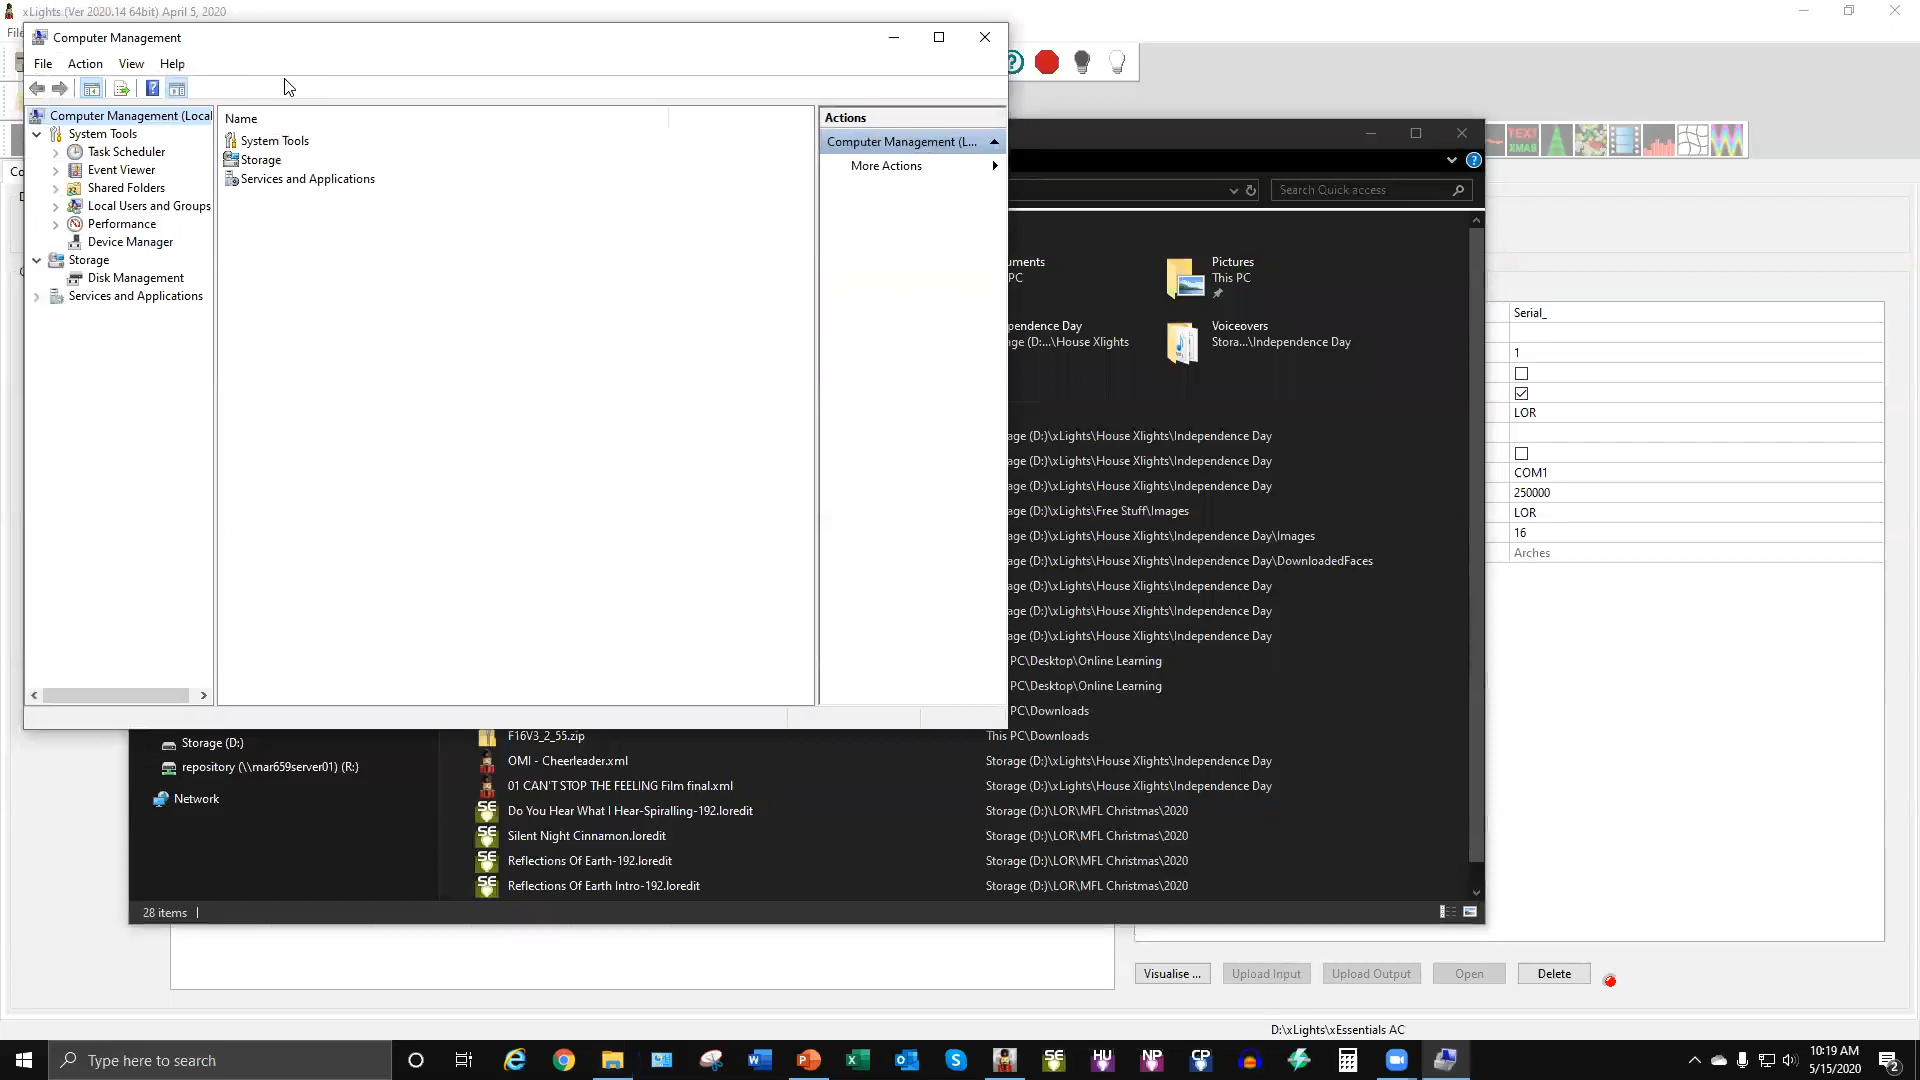 xLights (Ver 2020.14 64bit) April 5, 2020
Computer Management
File Action View Help
Computer Management (Local
System Tools
Task Scheduler
Event Viewer
Shared Folders
Local Users and Groups
Performance
Device Manager
Storage
Disk Management
Services and Applications
Name
System Tools
Storage
Services and Applications
Actions
Computer Management (L...
More Actions
TEXT
XMAS
Search Quick access
uments
PC
Pictures
This PC
pendence Day
age (D:...\House Xlights
Voiceovers
Stora...\Independence Day
age (D:)\xLights\House Xlights\Independence Day
age (D:)\xLights\House Xlights\Independence Day
age (D:)\xLights\House Xlights\Independence Day
age (D:)\xLights\Free Stuff\Images
age (D:)\xLights\House Xlights\Independence Day\Images
age (D:)\xLights\House Xlights\Independence Day\DownloadedFaces
age (D:)\xLights\House Xlights\Independence Day
age (D:)\xLights\House Xlights\Independence Day
age (D:)\xLights\House Xlights\Independence Day
PC\Desktop\Online Learning
PC\Desktop\Online Learning
PC\Downloads
F16V3_2_55.zip This PC\Downloads
OMI - Cheerleader.xml Storage (D:)\xLights\House Xlights\Independence Day
01 CAN'T STOP THE FEELING Film final.xml Storage (D:)\xLights\House Xlights\Independence Day
Do You Hear What I Hear-Spiralling-192.loredit Storage (D:)\LOR\MFL Christmas\2020
Silent Night Cinnamon.loredit Storage (D:)\LOR\MFL Christmas\2020
Reflections Of Earth-192.loredit Storage (D:)\LOR\MFL Christmas\2020
Reflections Of Earth Intro-192.loredit Storage (D:)\LOR\MFL Christmas\2020
Storage (D:)
repository (\\mar659server01) (R:)
Network
28 items
Serial_
1
LOR
COM1
250000
LOR
16
Arches
Visualise ... Upload Input Upload Output Open Delete
D:\xLights\xEssentials AC
Type here to search
SE HU NP CP
10:19 AM
5/15/2020
2